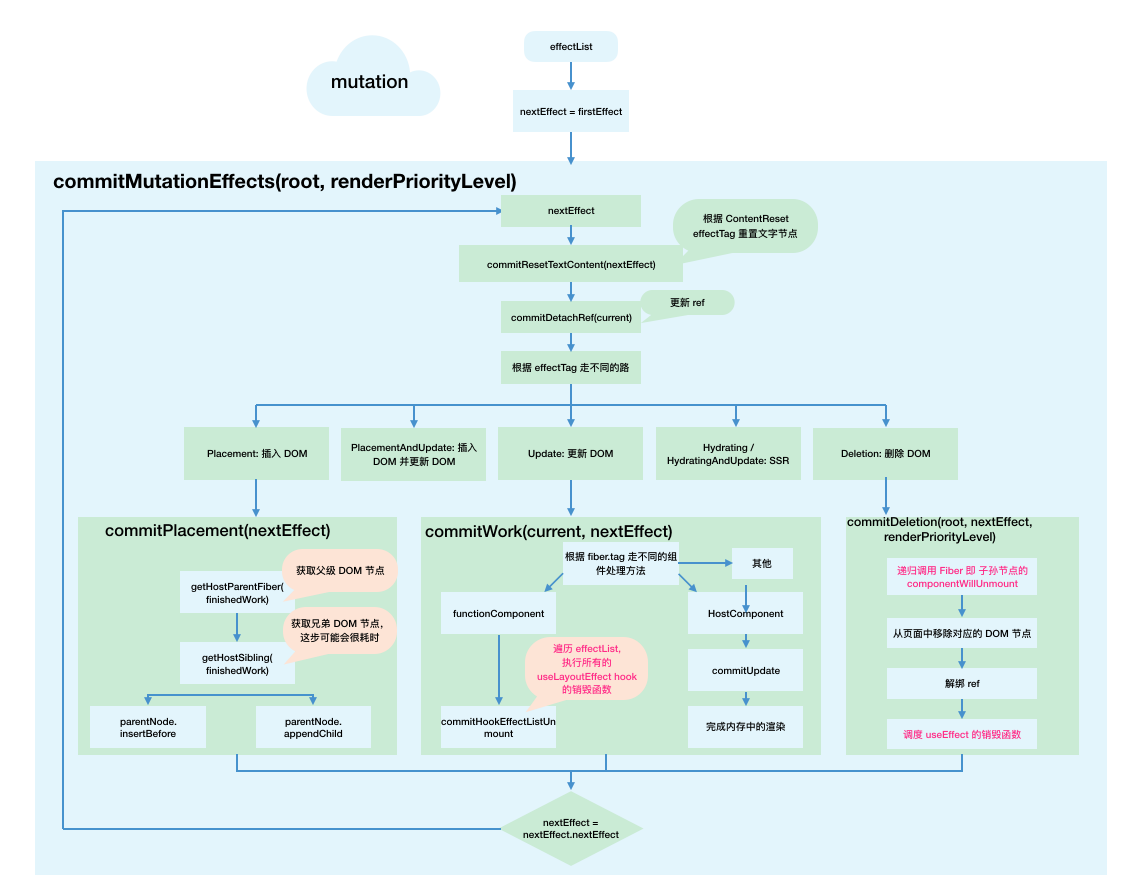 mutation
effectList
nextEffect = firstEffect
commitMutationEffects(root, renderPriorityLevel)
nextEffect
根据 ContentReset
effectTag 重置文字节点
commitResetTextContent(nextEffect)
更新 ref
commitDetachRef(current)
根据 effectTag 走不同的路
Placement: 插入 DOM
PlacementAndUpdate: 插入
DOM 并更新 DOM
Update: 更新 DOM
Hydrating /
HydratingAndUpdate: SSR
Deletion: 删除 DOM
commitPlacement(nextEffect)
获取父级 DOM 节点
getHostParentFiber(
finishedWork)
获取兄弟 DOM 节点,
这步可能会很耗时
getHostSibling(
finishedWork)
parentNode.
insertBefore
parentNode.
appendChild
commitWork(current, nextEffect)
根据 fiber.tag 走不同的组
件处理方法
其他
functionComponent
HostComponent
遍历 effectList,
执行所有的
useLayoutEffect hook
的销毁函数
commitUpdate
commitHookEffectListUn
mount
完成内存中的渲染
commitDeletion(root, nextEffect,
renderPriorityLevel)
递归调用 Fiber 即 子孙节点的
componentWillUnmount
从页面中移除对应的 DOM 节点
解绑 ref
调度 useEffect 的销毁函数
nextEffect =
nextEffect.nextEffect